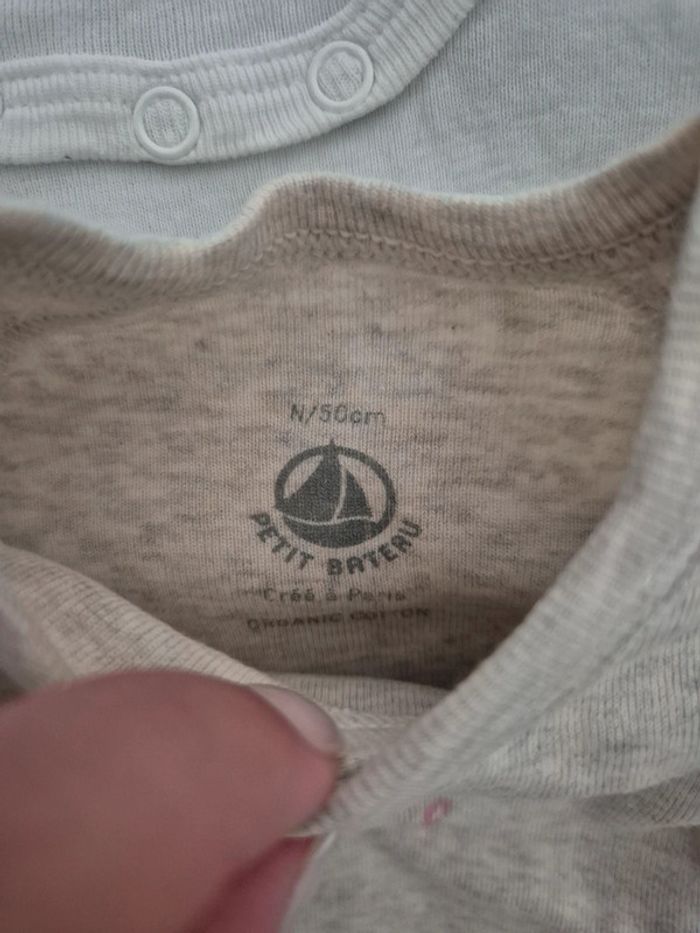 N/50cm
PETIT BATEAU
Créé à Paris
ORGANIC COTTON